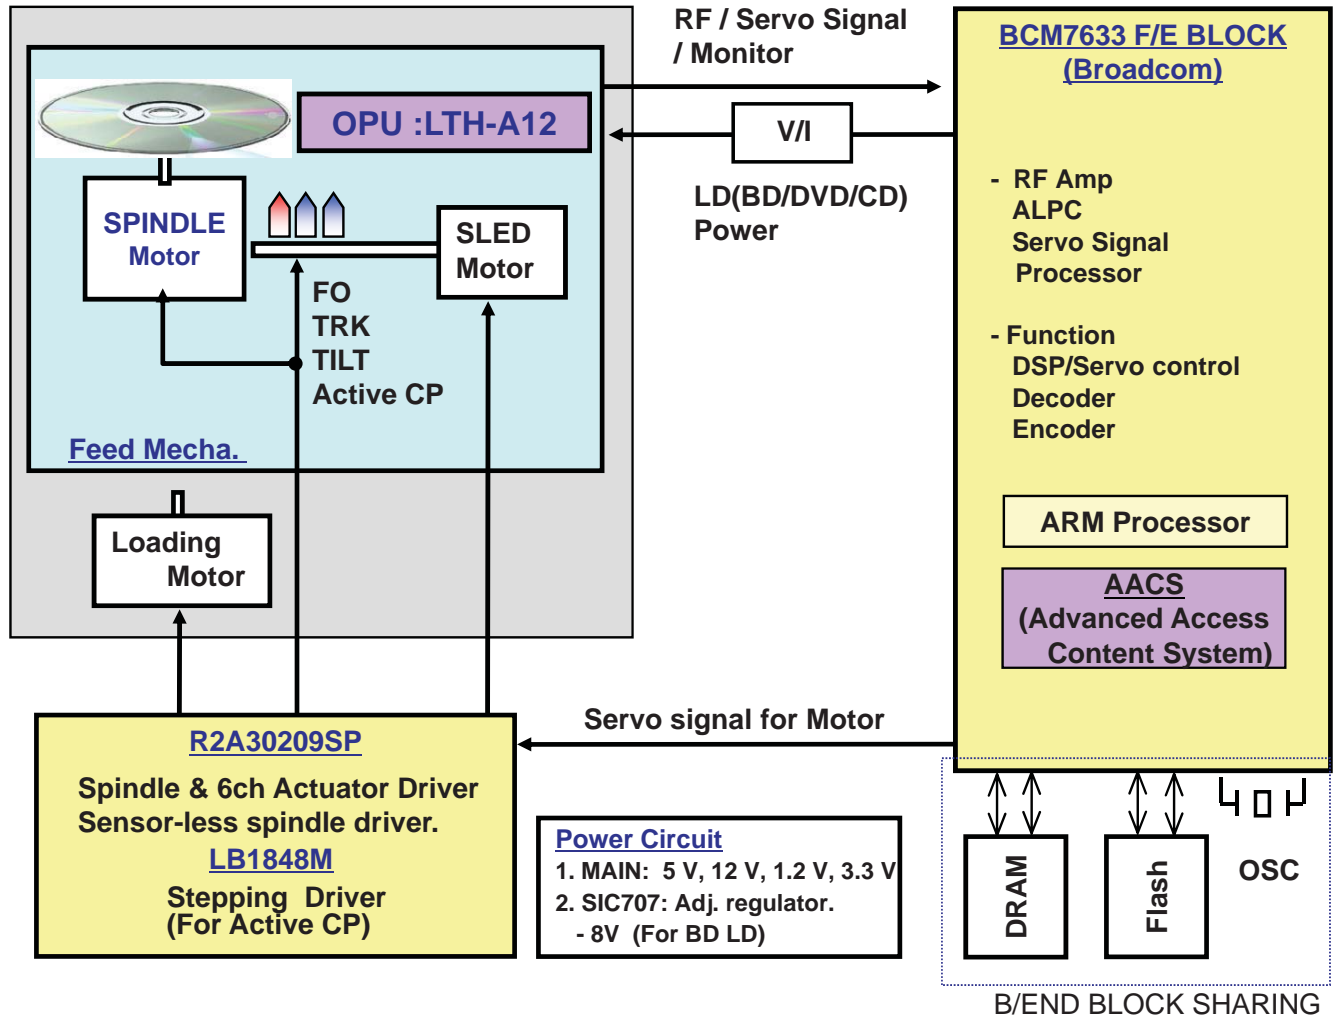 RF / Servo Signal
/ Monitor
BCM7633 F/E BLOCK
(Broadcom)
OPU :LTH-A12
V/I
LD(BD/DVD/CD)
Power
SPINDLE
Motor
SLED
Motor
FO
TRK
TILT
Active CP
Feed Mecha.
- RF Amp
ALPC
Servo Signal
Processor
- Function
DSP/Servo control
Decoder
Encoder
ARM Processor
AACS
(Advanced Access
Content System)
Loading
Motor
Servo signal for Motor
R2A30209SP
Spindle & 6ch Actuator Driver
Sensor-less spindle driver.
LB1848M
Stepping Driver
(For Active CP)
Power Circuit
1. MAIN: 5 V, 12 V, 1.2 V, 3.3 V
2. SIC707: Adj. regulator.
- 8V (For BD LD)
DRAM
Flash
OSC
B/END BLOCK SHARING